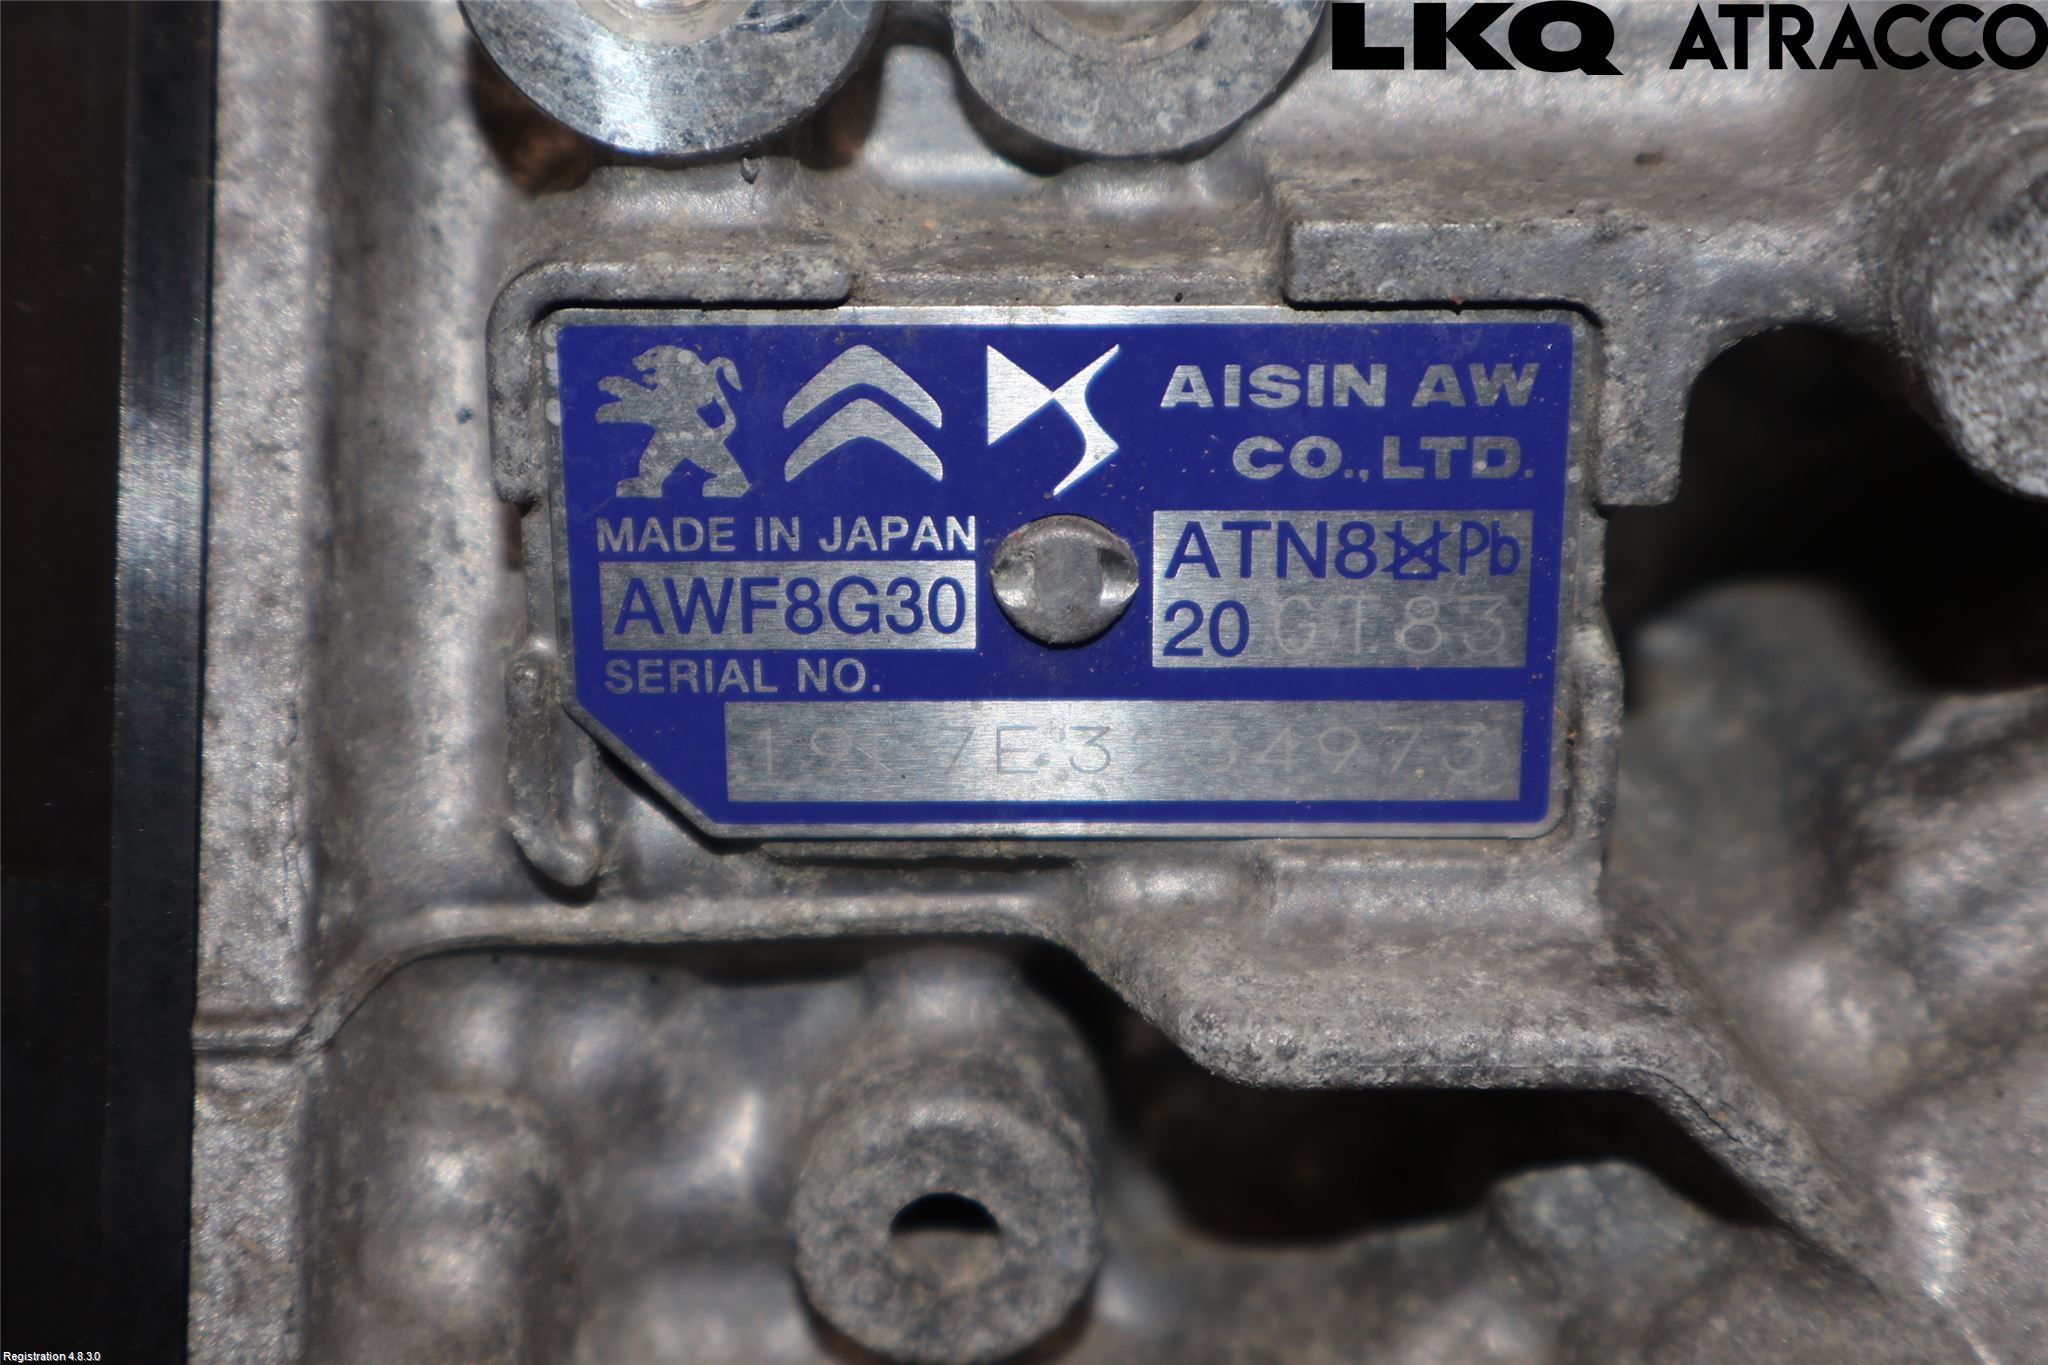 LKQ ATRACCO
AISIN AW
CO., LTD.
MADE IN JAPAN
AWF8G30
ATN8 Pb
20 GT83
SERIAL NO.
Registration 4.8.3.0